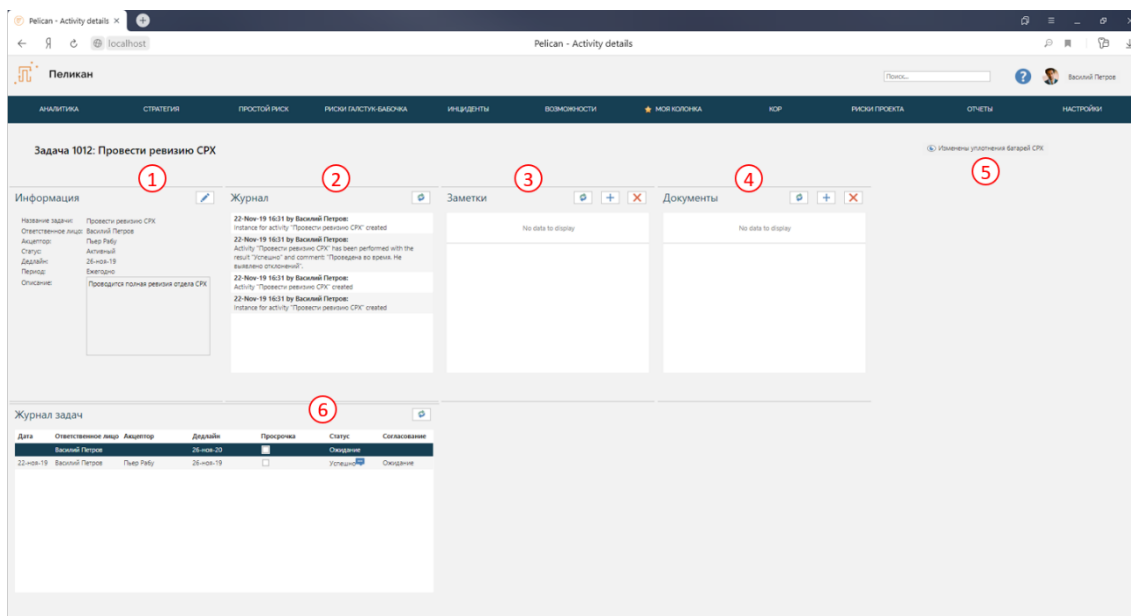 Pelican - Activity details
localhost
Pelican - Activity details
Пеликан
Поиск...
Василий Петров
АНАЛИТИКА СТРАТЕГИЯ ПРОСТОЙ РИСК РИСКИ ГАЛСТУК-БАБОЧКА ИНЦИДЕНТЫ ВОЗМОЖНОСТИ МОЯ КОЛОНКА КОР РИСКИ ПРОЕКТА ОТЧЕТЫ НАСТРОЙКИ
Задача 1012: Провести ревизию СРХ
Изменены уплотнения батарей СРХ
1
2
3
4
5
Информация
Название задачи: Провести ревизию СРХ
Ответственное лицо: Василий Петров
Акцептор: Пьер Рабу
Статус: Активный
Дедлайн: 26-ноя-19
Период: Ежегодно
Описание: Проводится полная ревизия отдела СРХ
Журнал
22-Nov-19 16:31 by Василий Петров:
Instance for activity "Провести ревизию СРХ" created
22-Nov-19 16:31 by Василий Петров:
Activity "Провести ревизию СРХ" has been performed with the
result "Успешно" and comment: "Проведена во время. Не
выявлено отклонений".
22-Nov-19 16:31 by Василий Петров:
Activity "Провести ревизию СРХ" created
22-Nov-19 16:31 by Василий Петров:
Instance for activity "Провести ревизию СРХ" created
Заметки
No data to display
Документы
No data to display
6
Журнал задач
Дата Ответственное лицо Акцептор Дедлайн Просрочка Статус Согласование
Василий Петров 26-ноя-20 Ожидание
22-ноя-19 Василий Петров Пьер Рабу 26-ноя-19 Успешно Ожидание